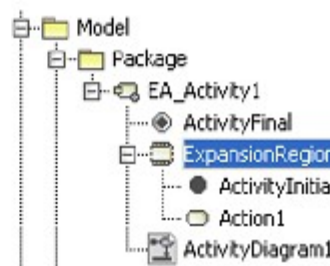 Model
Package
EA_Activity1
ActivityFinal
ExpansionRegion
ActivityInitia
Action1
ActivityDiagram1